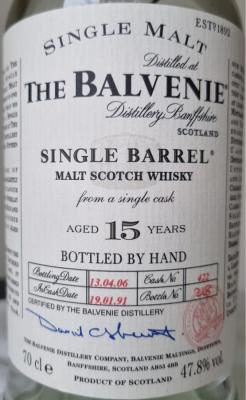 SINGLE MALT
ESTD 1892
Distilled at
THE BALVENIE
Distillery, Banffshire
SCOTLAND
SINGLE BARREL
MALT SCOTCH WHISKY
from a single cask
AGED 15 YEARS
BOTTLED BY HAND
Bottling Date 13.04.06 Cask No 422
In Cask Date 19.01.91 Bottle No
CERTIFIED BY THE BALVENIE DISTILLERY
70 cl e 47.8% vol
THE BALVENIE DISTILLERY COMPANY, BALVENIE MALTINGS, DUFFTOWN,
BANFFSHIRE, SCOTLAND AB55 4BB
PRODUCT OF SCOTLAND